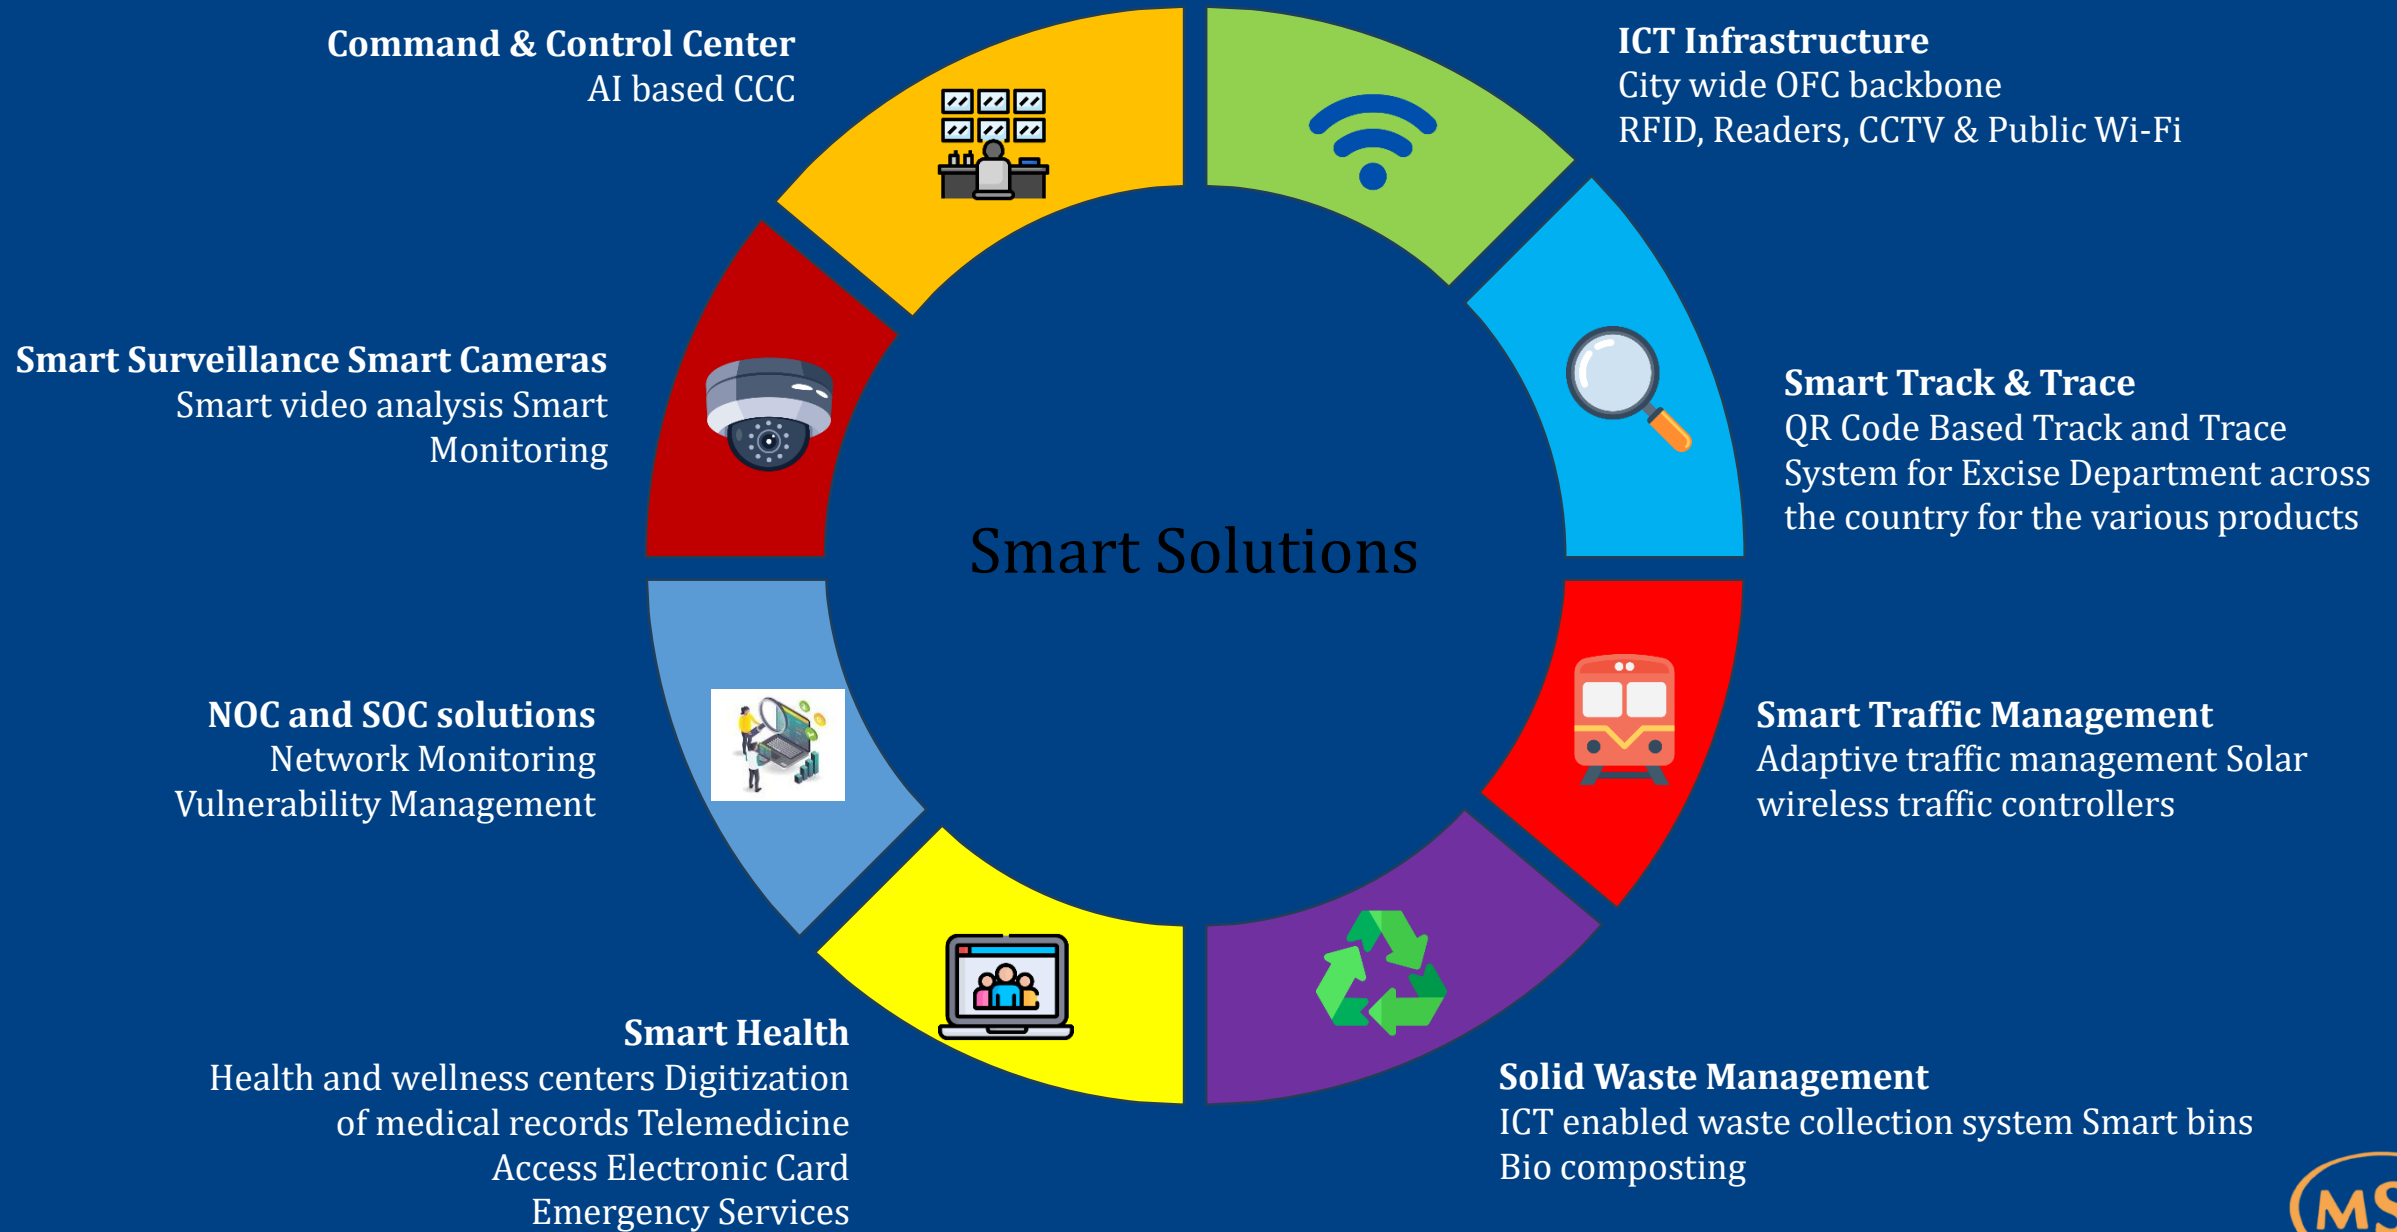 Command & Control Center
AI based CCC
ICT Infrastructure
City wide OFC backbone
RFID, Readers, CCTV & Public Wi-Fi
Smart Surveillance Smart Cameras
Smart video analysis Smart
Monitoring
Smart Track & Trace
QR Code Based Track and Trace
System for Excise Department across
the country for the various products
Smart Solutions
NOC and SOC solutions
Network Monitoring
Vulnerability Management
Smart Traffic Management
Adaptive traffic management Solar
wireless traffic controllers
Smart Health
Health and wellness centers Digitization
of medical records Telemedicine
Access Electronic Card
Emergency Services
Solid Waste Management
ICT enabled waste collection system Smart bins
Bio composting
MS